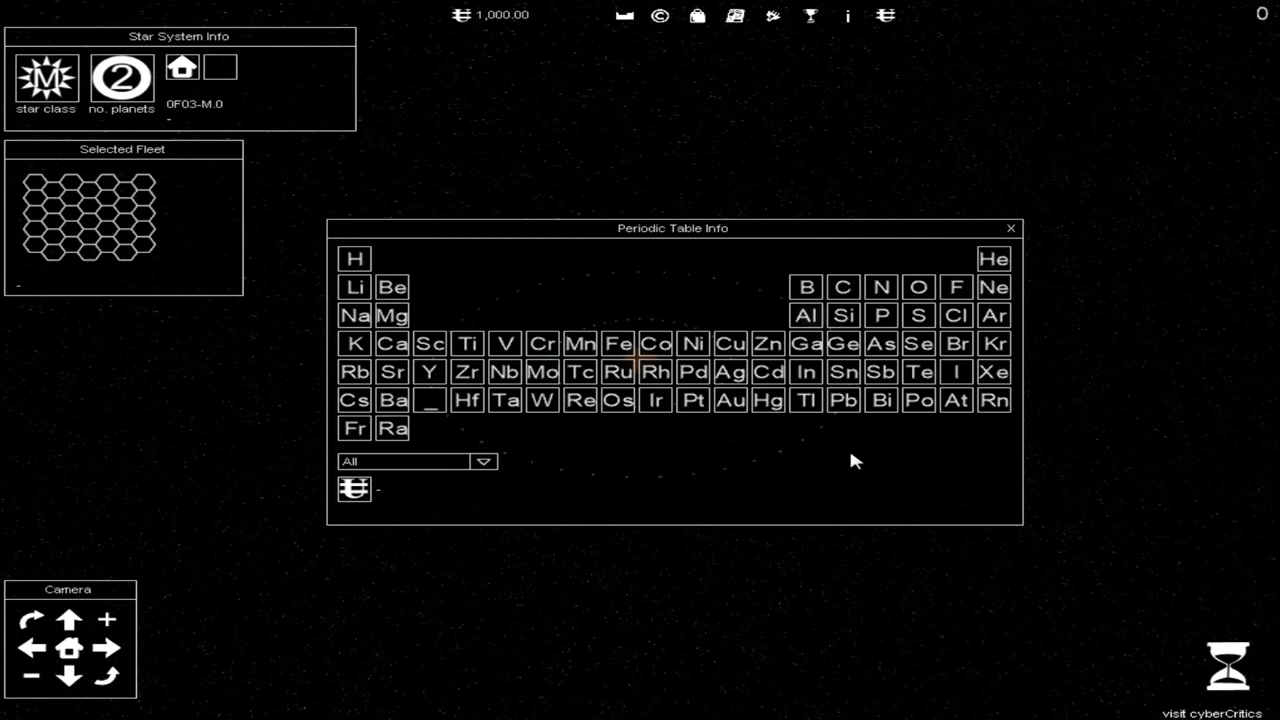 1,000.00
0
Star System Info
M 2
star class no. planets
0F03-M.0
-
Selected Fleet
-
Periodic Table Info X
H He
Li Be B C N O F Ne
Na Mg Al Si P S Cl Ar
K Ca Sc Ti V Cr Mn Fe Co Ni Cu Zn Ga Ge As Se Br Kr
Rb Sr Y Zr Nb Mo Tc Ru Rh Pd Ag Cd In Sn Sb Te I Xe
Cs Ba _ Hf Ta W Re Os Ir Pt Au Hg Tl Pb Bi Po At Rn
Fr Ra
All
-
Camera
visit cyberCritics